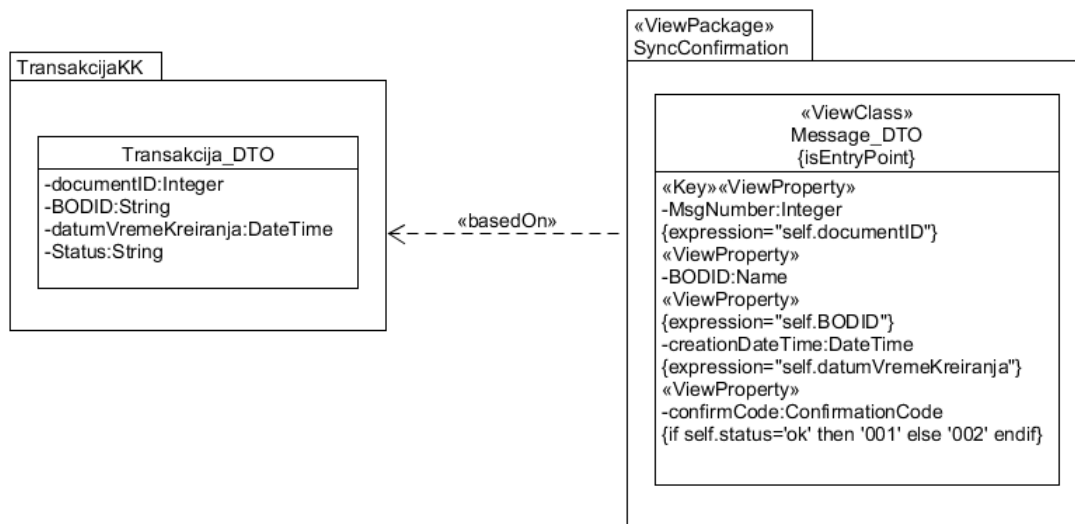 TransakcijaKK
Transakcija_DTO
-documentID:Integer
-BODID:String
-datumVremeKreiranja:DateTime
-Status:String
«basedOn»
«ViewPackage»
SyncConfirmation
«ViewClass»
Message_DTO
{isEntryPoint}
«Key»«ViewProperty»
-MsgNumber:Integer
{expression="self.documentID"}
«ViewProperty»
-BODID:Name
«ViewProperty»
{expression="self.BODID"}
-creationDateTime:DateTime
{expression="self.datumVremeKreiranja"}
«ViewProperty»
-confirmCode:ConfirmationCode
{if self.status='ok' then '001' else '002' endif}